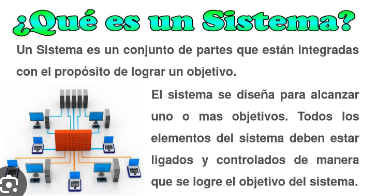 ¿Qué es un Sistema?
Un Sistema es un conjunto de partes que están integradas
con el propósito de lograr un objetivo.
El sistema se diseña para alcanzar
uno o mas objetivos. Todos los
elementos del sistema deben estar
ligados y controlados de manera
que se logre el objetivo del sistema.